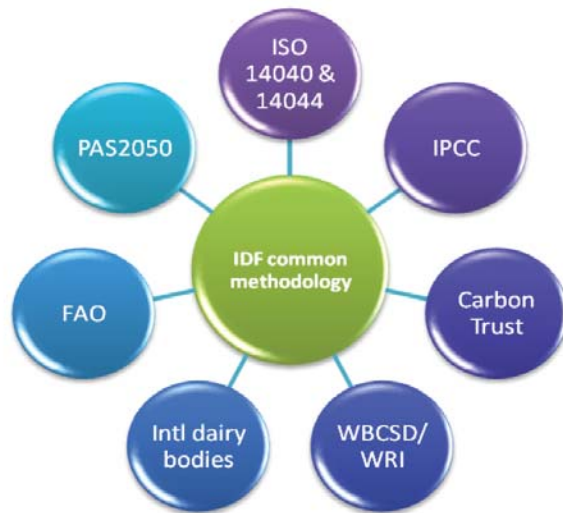 ISO
14040 &
14044
PAS2050
IPCC
IDF common
methodology
FAO
Carbon
Trust
Intl dairy
bodies
WBCSD/
WRI